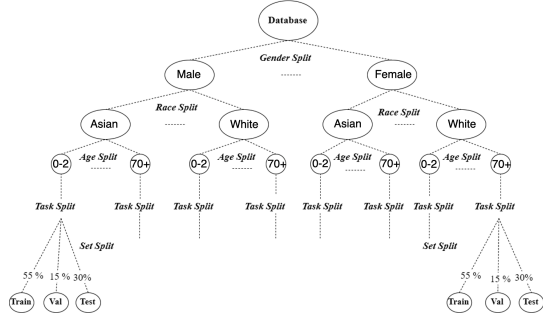 Database
Gender Split
Male
Female
Race Split
Race Split
Asian
White
Asian
White
0-2
Age Split
70+
0-2
Age Split
70+
0-2
Age Split
70+
0-2
Age Split
70+
Task Split
Task Split
Task Split
Task Split
Task Split
Task Split
Task Split
Task Split
Set Split
Set Split
55 %
15 %
30%
55 %
15 %
30%
Train
Val
Test
Train
Val
Test